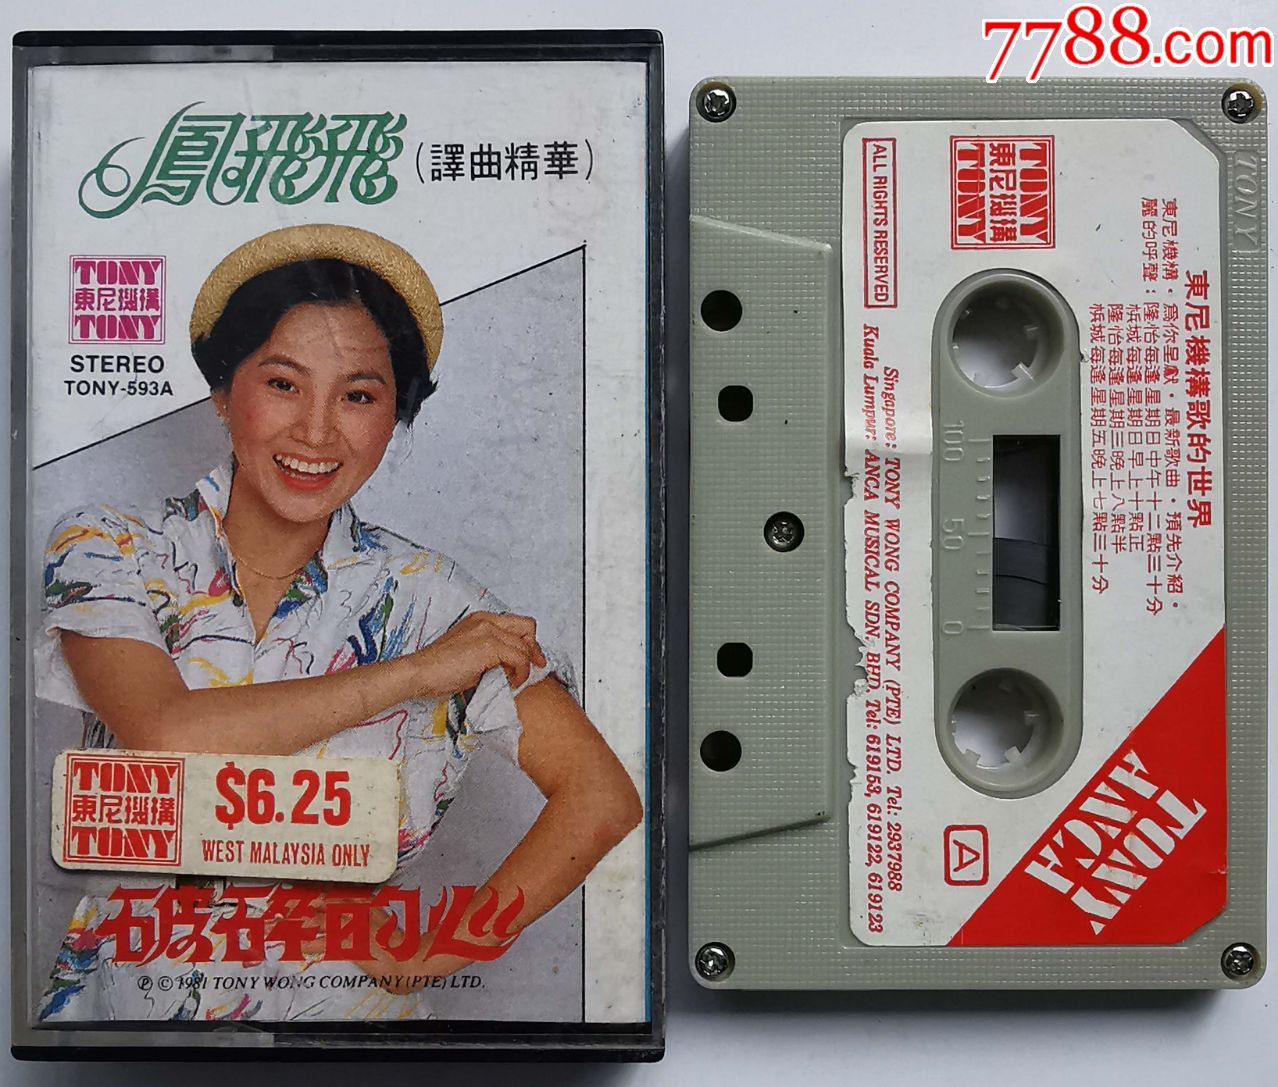 7788.com
鳳飛飛
(譯曲精華)
TONY
東尼機構
TONY
STEREO
TONY-593A
TONY
東尼機構
TONY
$6.25
WEST MALAYSIA ONLY
破碎的心
Ⓟ © 1981 TONY WONG COMPANY (PTE) LTD.
TONY
TONY
東尼機構
TONY
ALL RIGHTS RESERVED
東尼機構歌的世界
東尼機構．為你呈獻．最新歌曲．預先介紹．
麗的呼聲：隆怡每逢星期日中午十二點三十分
檳城每逢星期日早上十點正
隆怡每逢星期三晚上八點半
檳城每逢星期五晚上七點三十分
Singapore: TONY WONG COMPANY (PTE) LTD. Tel: 2937988
Kuala Lumpur: ANCA MUSICAL SDN. BHD. Tel: 619153, 619122, 619123
100 50 0
A
TONY